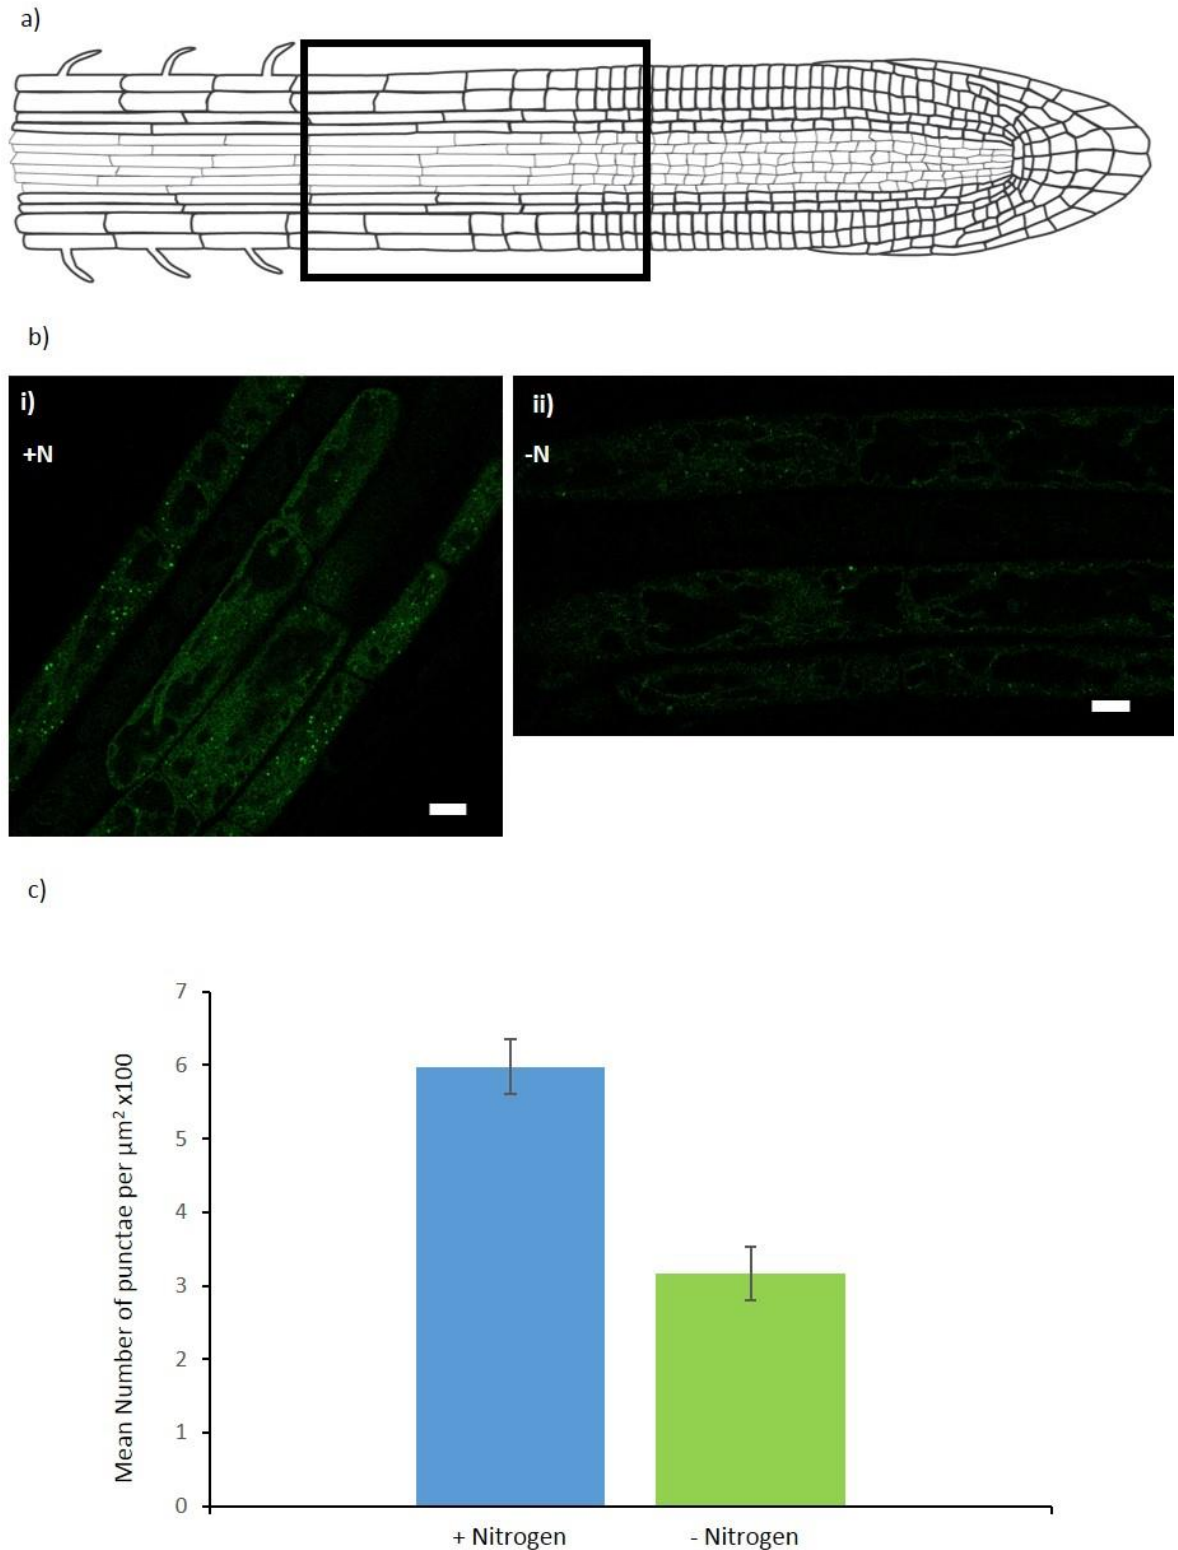 a)
b)
i)
+N
ii)
-N
c)
Mean Number of punctae per µm² x100
7
6
5
4
3
2
1
0
+ Nitrogen
- Nitrogen